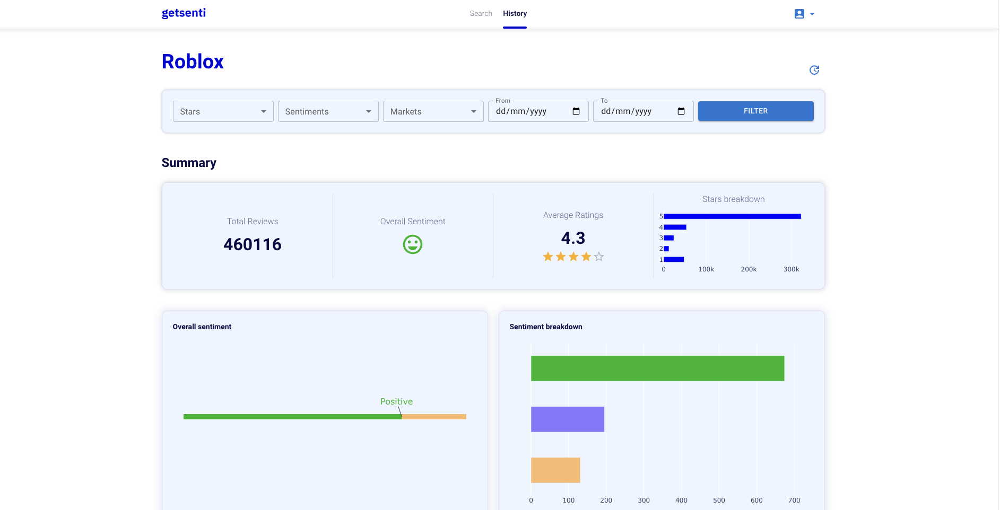 getsenti
Search History
Roblox
Stars Sentiments Markets From dd/mm/yyyy To dd/mm/yyyy FILTER
Summary
Total Reviews
460116
Overall Sentiment
Average Ratings
4.3
Stars breakdown
5
4
3
2
1
0 100k 200k 300k
Overall sentiment
Positive
Sentiment breakdown
0 100 200 300 400 500 600 700